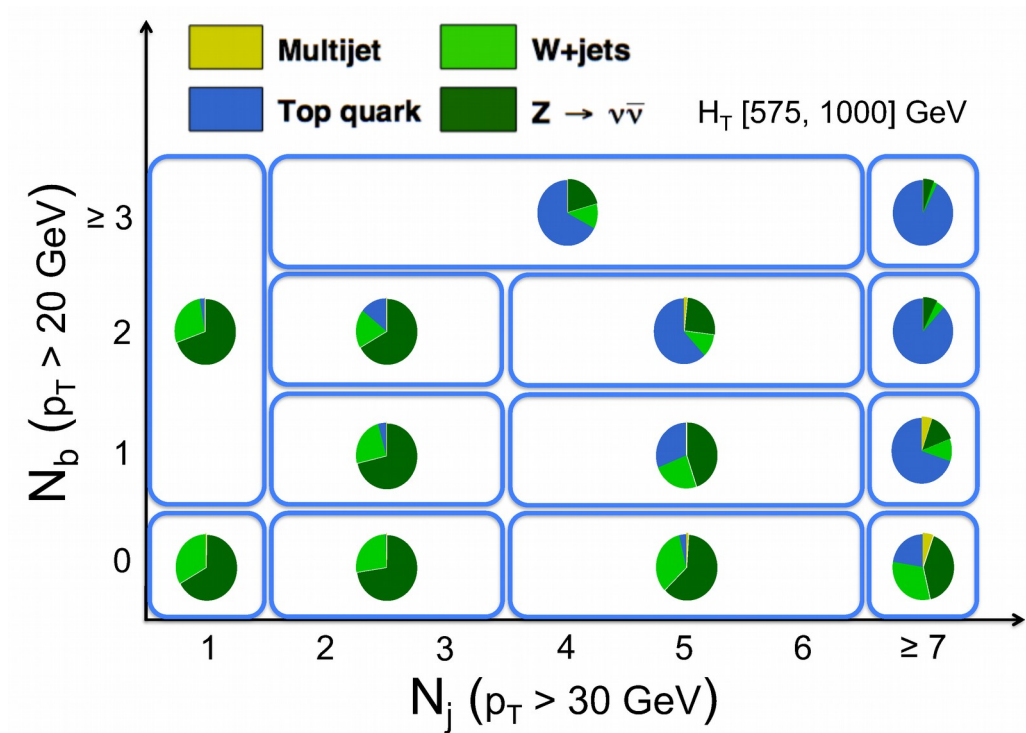 Multijet
W+jets
Top quark
Z → νν̅
H_T [575, 1000] GeV
N_b (p_T > 20 GeV)
≥ 3
2
1
0
1 2 3 4 5 6 ≥ 7
N_j (p_T > 30 GeV)